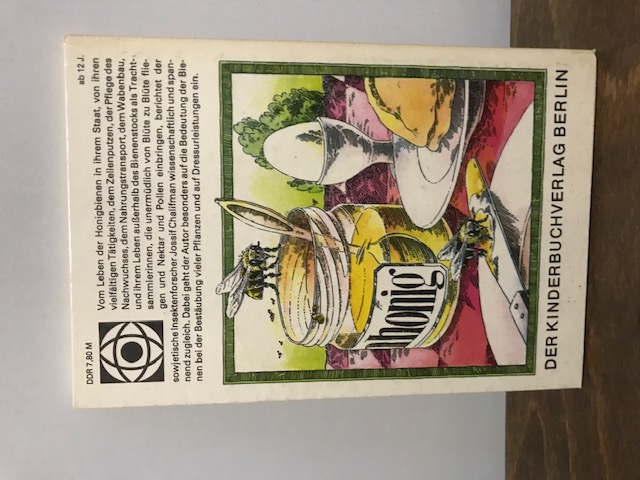 DDR 7,80 M
ab 12 J.
Vom Leben der Honigbienen in ihrem Staat, von ihren
vielfältigen Tätigkeiten, dem Zellenputzen, der Pflege des
Nachwuchses, dem Nahrungstransport, dem Wabenbau,
und ihrem Leben außerhalb des Bienenstocks als Tracht-
sammlerinnen, die unermüdlich von Blüte zu Blüte flie-
gen und Nektar und Pollen einbringen, berichtet der
sowjetische Insektenforscher Jossif Chalifman wissenschaftlich und span-
nend zugleich. Dabei geht der Autor besonders auf die Bedeutung der Bie-
nen bei der Bestäubung vieler Pflanzen und auf Dressurleistungen ein.
honig
DER KINDERBUCHVERLAG BERLIN